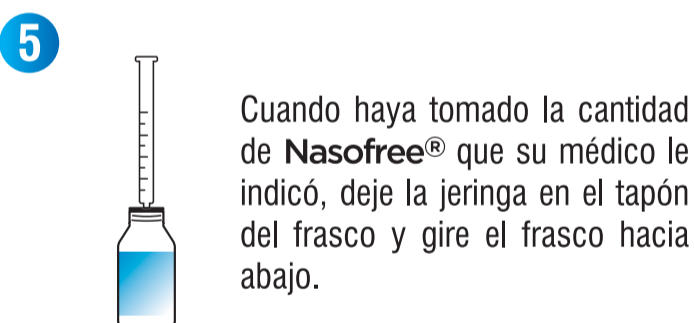 5
Cuando haya tomado la cantidad
de Nasofree® que su médico le
indicó, deje la jeringa en el tapón
del frasco y gire el frasco hacia
abajo.